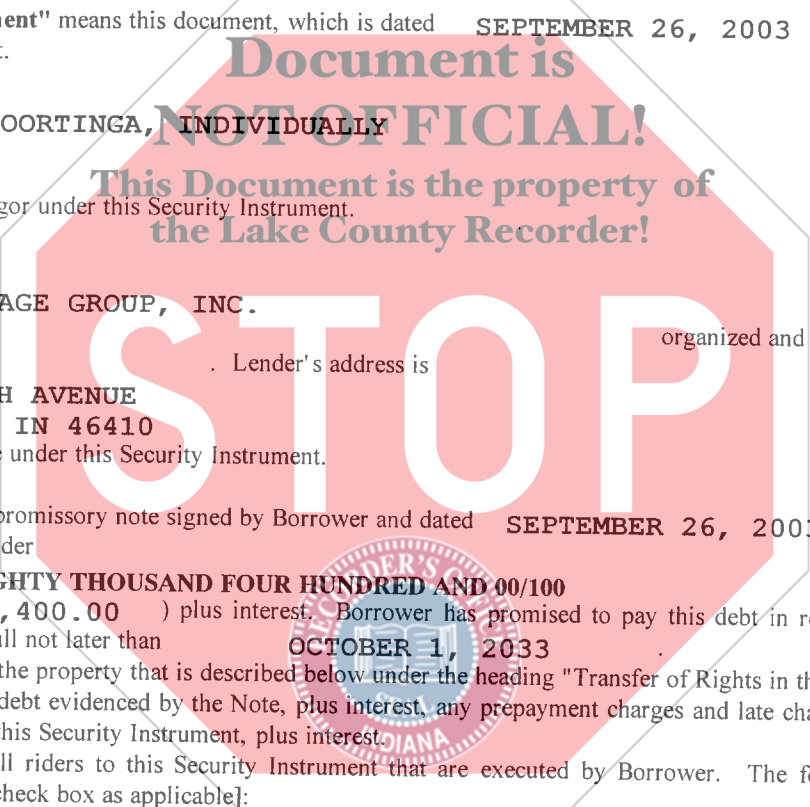 ent" means this document, which is dated SEPTEMBER 26, 2003
t.
Document is
OORTINGA, INDIVIDUALLY
NOT OFFICIAL!
This Document is the property of
gor under this Security Instrument.
the Lake County Recorder!
AGE GROUP, INC.
organized and
. Lender's address is
H AVENUE
IN 46410
e under this Security Instrument.
STOP
promissory note signed by Borrower and dated SEPTEMBER 26, 2003
der
GHTY THOUSAND FOUR HUNDRED AND 00/100
,400.00 ) plus interest. Borrower has promised to pay this debt in re
ll not later than OCTOBER 1, 2033 .
the property that is described below under the heading "Transfer of Rights in th
debt evidenced by the Note, plus interest, any prepayment charges and late cha
this Security Instrument, plus interest.
ll riders to this Security Instrument that are executed by Borrower. The fo
check box as applicable]:
RECORDER'S OFFICE
INDIANA